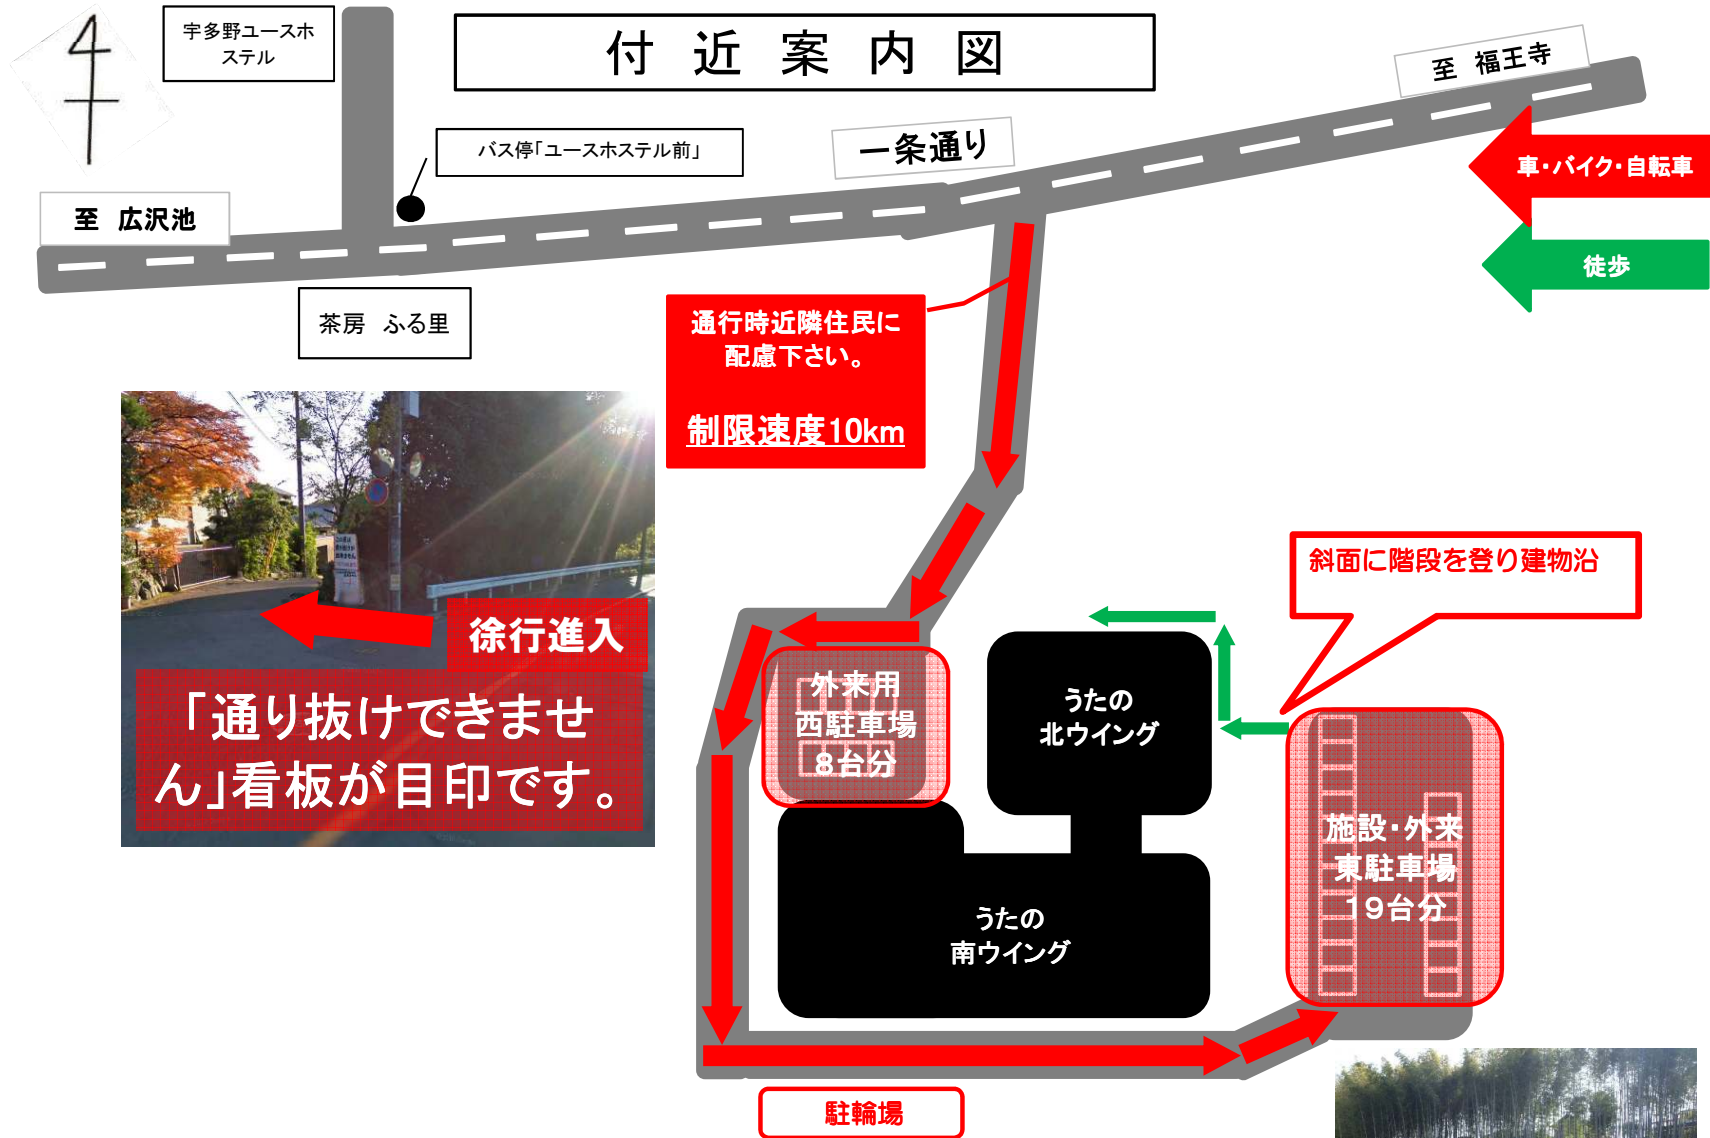 宇多野ユースホ
ステル
付近案内図
至 福王寺
バス停「ユースホステル前」
一条通り
車・バイク・自転車
至 広沢池
徒歩
茶房 ふる里
通行時近隣住民に
配慮下さい。
制限速度10km
斜面に階段を登り建物沿
徐行進入
「通り抜けできませ
ん」看板が目印です。
外来用
西駐車場
8台分
うたの
北ウイング
施設・外来
東駐車場
19台分
うたの
南ウイング
駐輪場